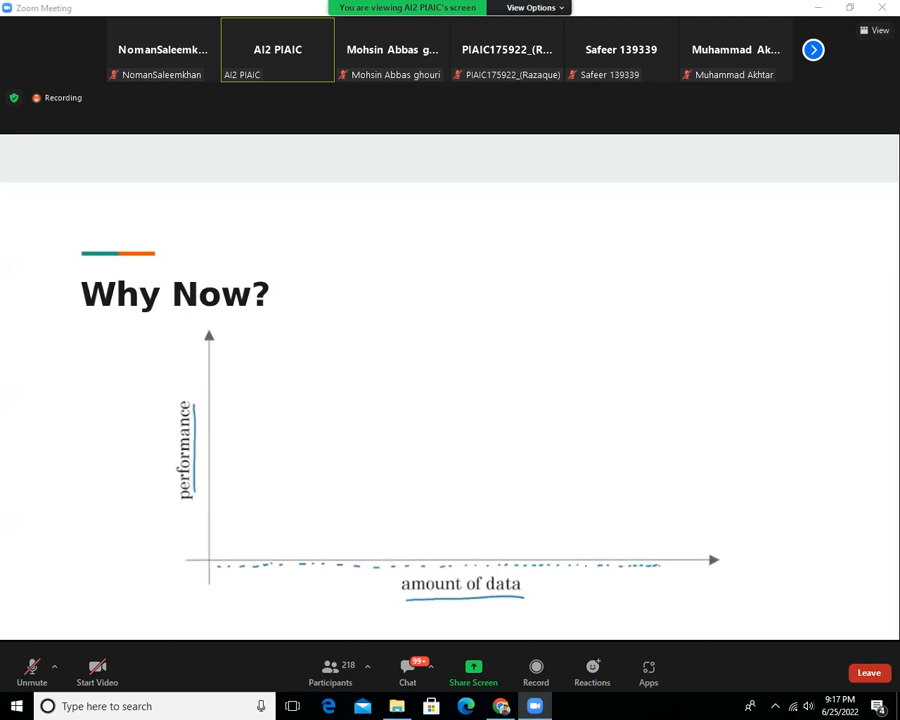 Zoom Meeting
You are viewing AI2 PIAIC's screen
View Options
View
NomanSaleemk...
AI2 PIAIC
Mohsin Abbas g...
PIAIC175922_(R...
Safeer 139339
Muhammad Ak...
NomanSaleemkhan
AI2 PIAIC
Mohsin Abbas ghouri
PIAIC175922_(Razaque)
Safeer 139339
Muhammad Akhtar
Recording
Why Now?
performance
amount of data
Unmute
Start Video
218
Participants
99+
Chat
Share Screen
Record
Reactions
Apps
Leave
Type here to search
9:17 PM
6/25/2022
4